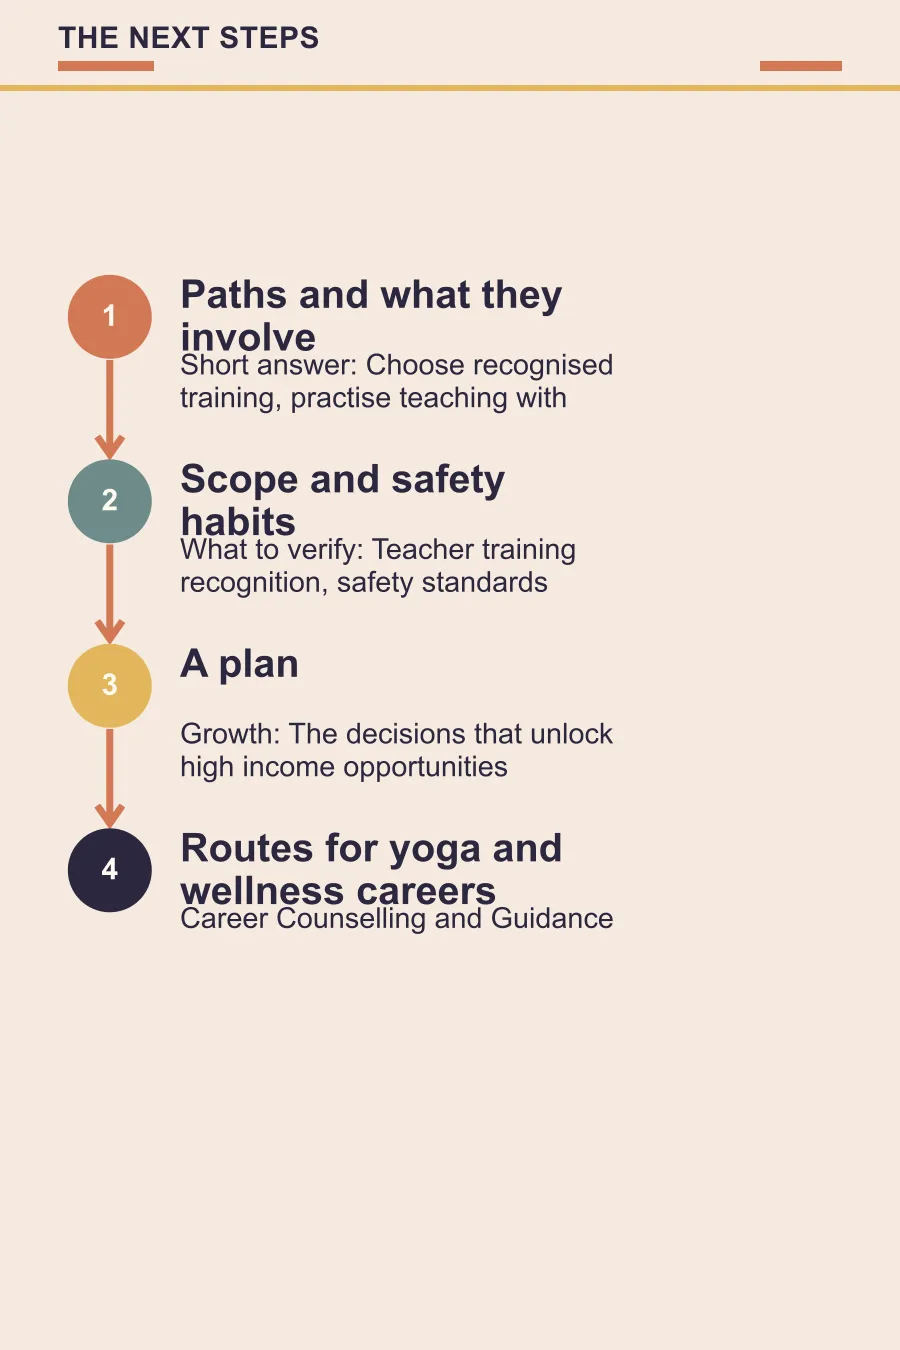 THE NEXT STEPS
1
Paths and what they
involve
Short answer: Choose recognised
training, practise teaching with
2
Scope and safety
habits
What to verify: Teacher training
recognition, safety standards
3
A plan
Growth: The decisions that unlock
high income opportunities
4
Routes for yoga and
wellness careers
Career Counselling and Guidance